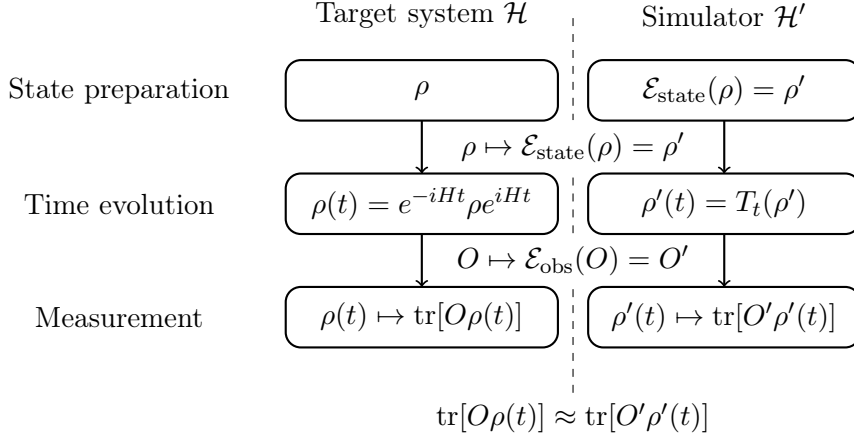 Target system ℋ Simulator ℋ′
State preparation ρ ℰ_state(ρ) = ρ′
ρ ↦ ℰ_state(ρ) = ρ′
Time evolution ρ(t) = e^{−iHt}ρe^{iHt} ρ′(t) = T_t(ρ′)
O ↦ ℰ_obs(O) = O′
Measurement ρ(t) ↦ tr[Oρ(t)] ρ′(t) ↦ tr[O′ρ′(t)]
tr[Oρ(t)] ≈ tr[O′ρ′(t)]